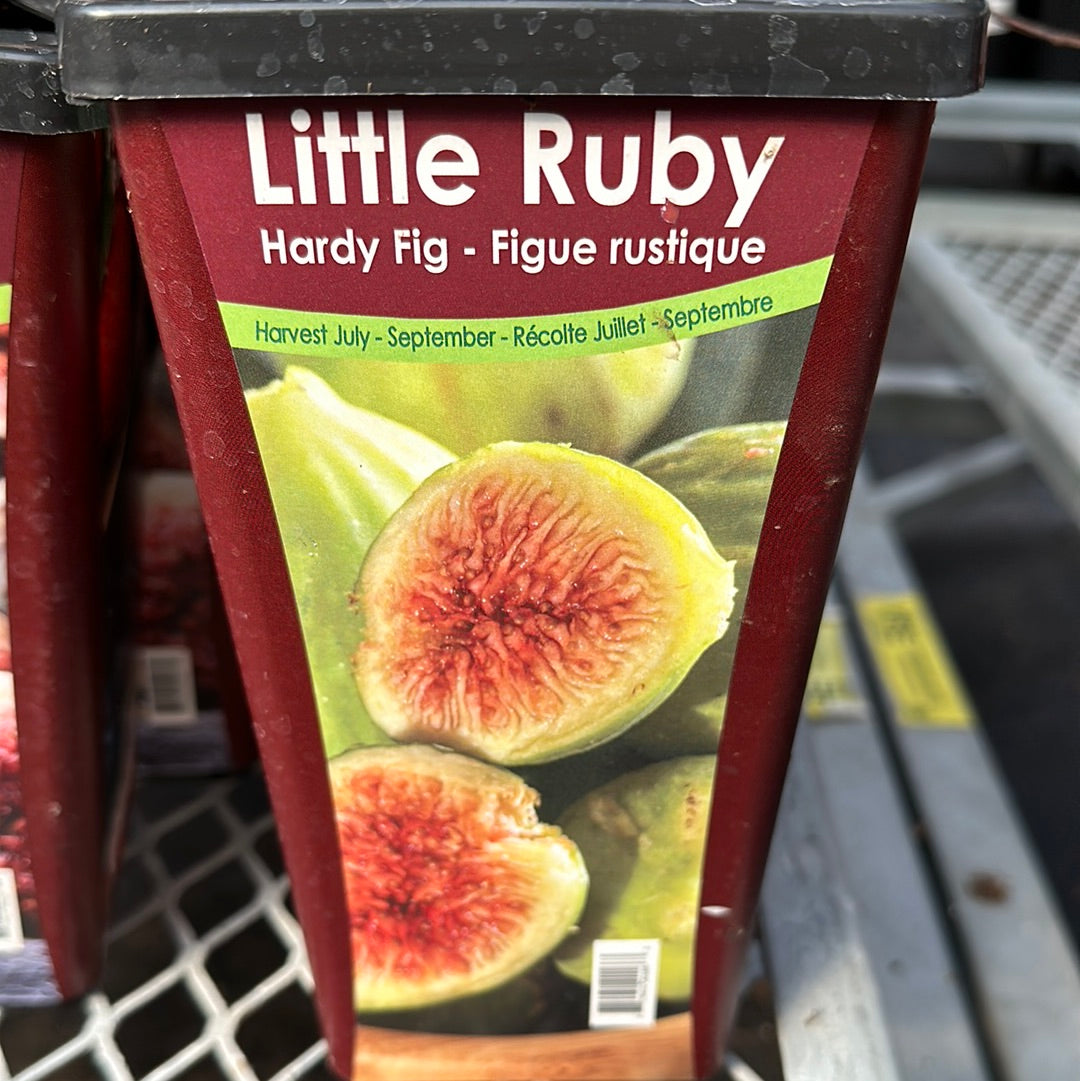 Little Ruby
Hardy Fig - Figue rustique
Harvest July - September - Récolte Juillet - Septembre